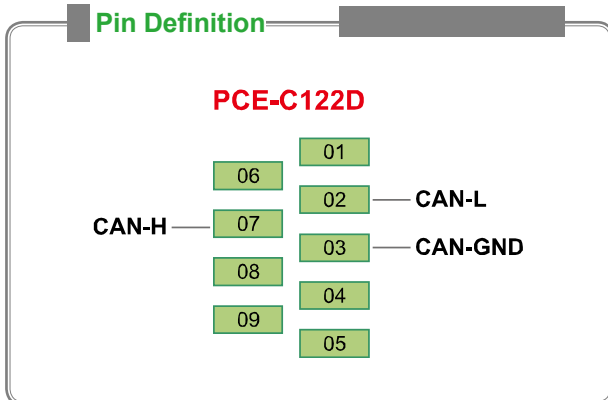 Pin Definition
PCE-C122D
01
06
02 CAN-L
CAN-H 07
03 CAN-GND
08
04
09
05